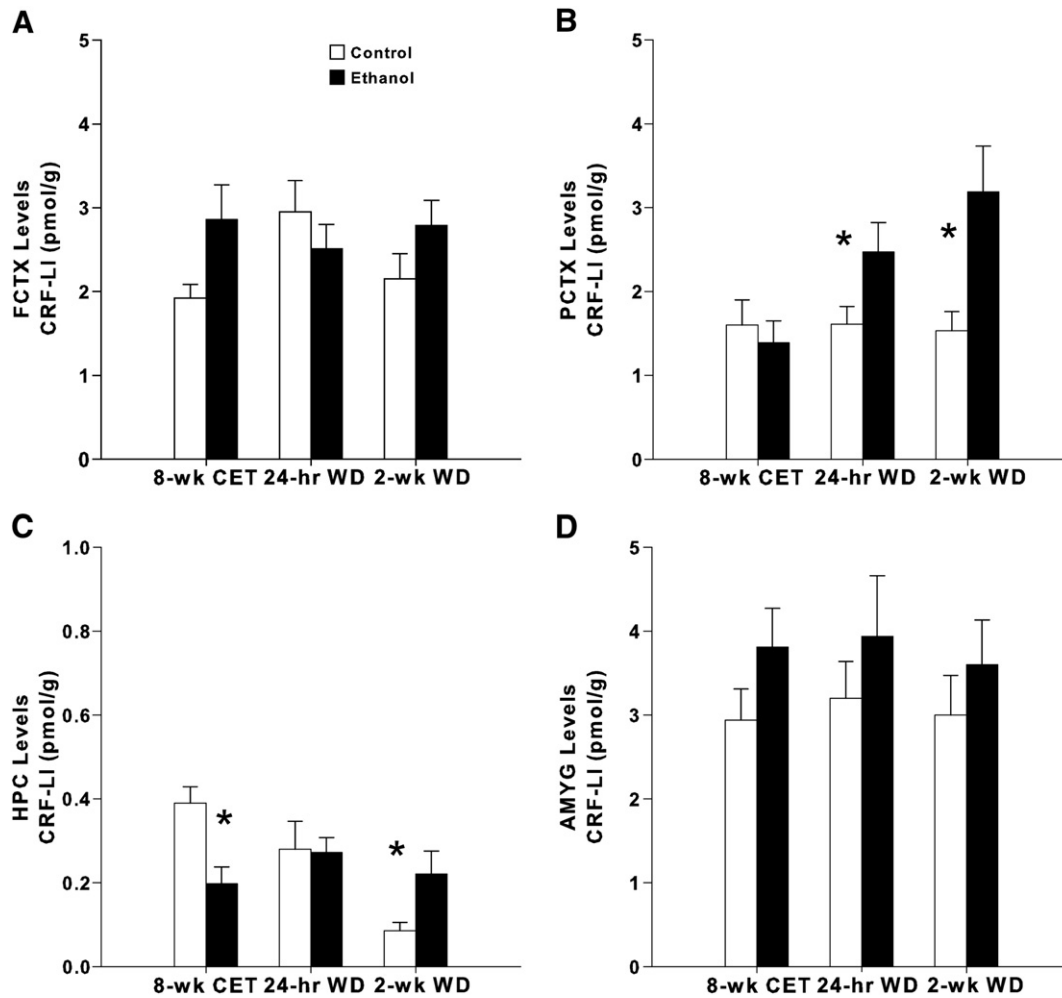 A
5
4
3
2
1
0
FCTX Levels
CRF-LI (pmol/g)
Control
Ethanol
8-wk CET 24-hr WD 2-wk WD
B
5
4
3
2
1
0
PCTX Levels
CRF-LI (pmol/g)
*
*
8-wk CET 24-hr WD 2-wk WD
C
1.0
0.8
0.6
0.4
0.2
0.0
HPC Levels
CRF-LI (pmol/g)
*
*
8-wk CET 24-hr WD 2-wk WD
D
5
4
3
2
1
0
AMYG Levels
CRF-LI (pmol/g)
8-wk CET 24-hr WD 2-wk WD